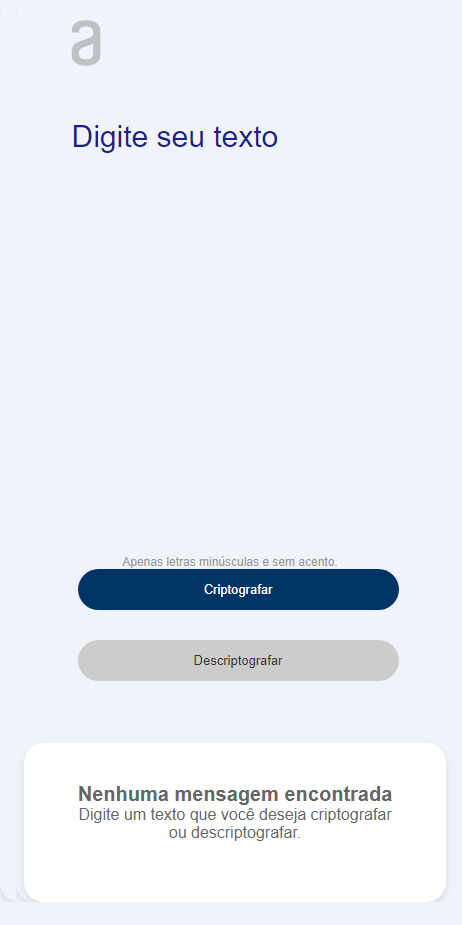 a
Digite seu texto
Apenas letras minúsculas e sem acento.
Criptografar
Descriptografar
Nenhuma mensagem encontrada
Digite um texto que você deseja criptografar
ou descriptografar.